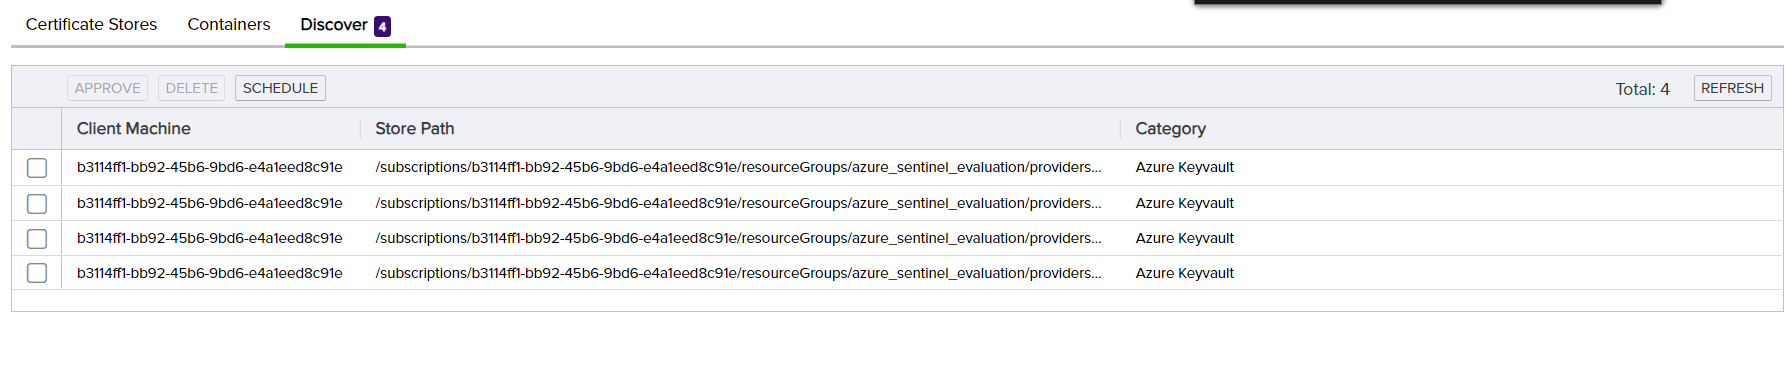 Certificate Stores Containers Discover 4
APPROVE DELETE SCHEDULE Total: 4 REFRESH
Client Machine Store Path Category
b3114ff1-bb92-45b6-9bd6-e4a1eed8c91e /subscriptions/b3114ff1-bb92-45b6-9bd6-e4a1eed8c91e/resourceGroups/azure_sentinel_evaluation/providers... Azure Keyvault
b3114ff1-bb92-45b6-9bd6-e4a1eed8c91e /subscriptions/b3114ff1-bb92-45b6-9bd6-e4a1eed8c91e/resourceGroups/azure_sentinel_evaluation/providers... Azure Keyvault
b3114ff1-bb92-45b6-9bd6-e4a1eed8c91e /subscriptions/b3114ff1-bb92-45b6-9bd6-e4a1eed8c91e/resourceGroups/azure_sentinel_evaluation/providers... Azure Keyvault
b3114ff1-bb92-45b6-9bd6-e4a1eed8c91e /subscriptions/b3114ff1-bb92-45b6-9bd6-e4a1eed8c91e/resourceGroups/azure_sentinel_evaluation/providers... Azure Keyvault